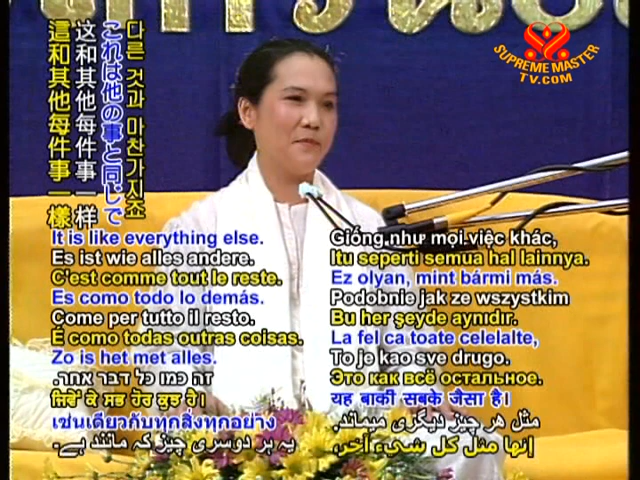 SUPREME MASTER
TV.COM
다른 것과 마찬가지죠
これは他の事と同じで
这和其他每件事一样
這和其他每件事一樣
It is like everything else.
Es ist wie alles andere.
C'est comme tout le reste.
Es como todo lo demás.
Come per tutto il resto.
É como todas outras coisas.
Zo is het met alles.
זה כמו כל דבר אחר.
ਜਿਵੇਂ ਕੇ ਸਭ ਹੋਰ ਕੁਝ ਹੈ।
เช่นเดียวกับทุกสิ่งทุกอย่าง
یہ ہر دوسری چیز کہ مانند ہے۔
Giống như mọi việc khác,
Itu seperti semua hal lainnya.
Ez olyan, mint bármi más.
Podobnie jak ze wszystkim
Bu her şeyde aynıdır.
La fel ca toate celelalte,
To je kao sve drugo.
Это как всё остальное.
यह बाकी सबके जैसा है।
مثل هر چیز دیگری میماند.
إنها مثل كل شيء آخر،